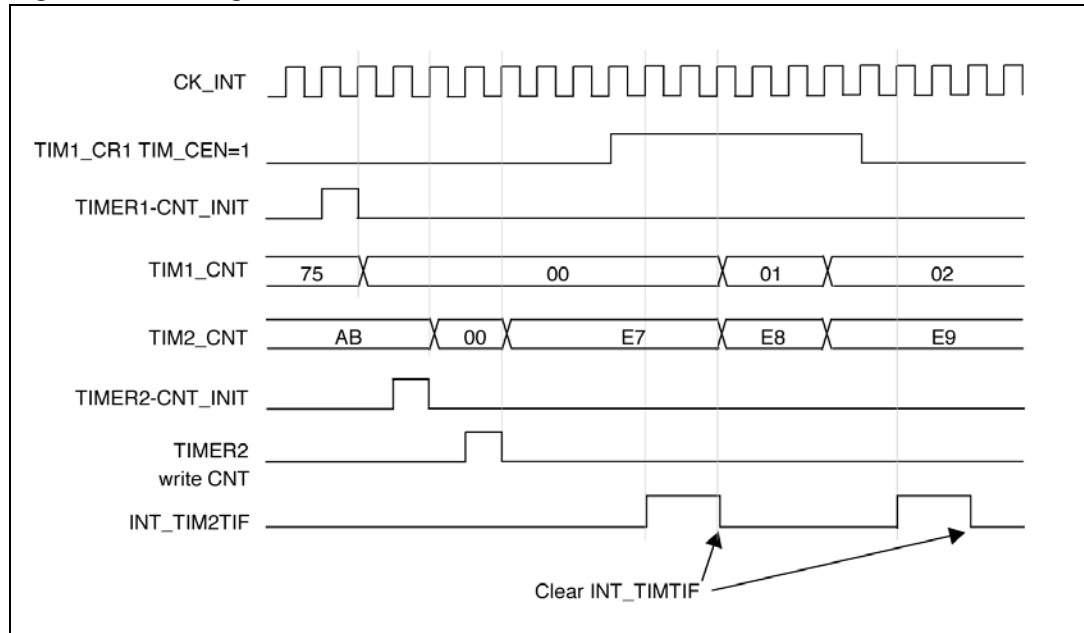 CK_INT
TIM1_CR1 TIM_CEN=1
TIMER1-CNT_INIT
TIM1_CNT 75 00 01 02
TIM2_CNT AB 00 E7 E8 E9
TIMER2-CNT_INIT
TIMER2
write CNT
INT_TIM2TIF
Clear INT_TIMTIF